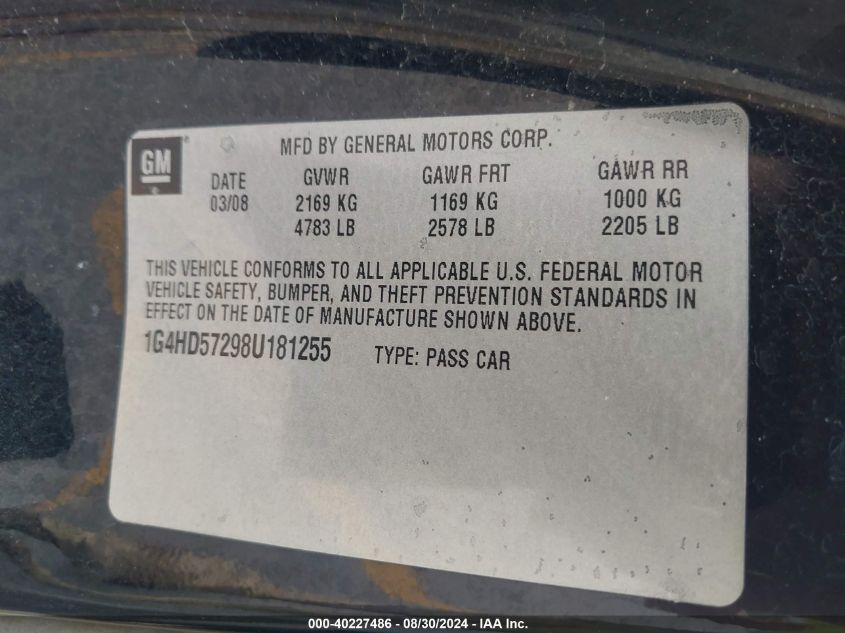 MFD BY GENERAL MOTORS CORP.
GM®
DATE GVWR GAWR FRT GAWR RR
03/08 2169 KG 1169 KG 1000 KG
4783 LB 2578 LB 2205 LB
THIS VEHICLE CONFORMS TO ALL APPLICABLE U.S. FEDERAL MOTOR
VEHICLE SAFETY, BUMPER, AND THEFT PREVENTION STANDARDS IN
EFFECT ON THE DATE OF MANUFACTURE SHOWN ABOVE.
1G4HD57298U181255 TYPE: PASS CAR
000-40227486 - 08/30/2024 - IAA Inc.